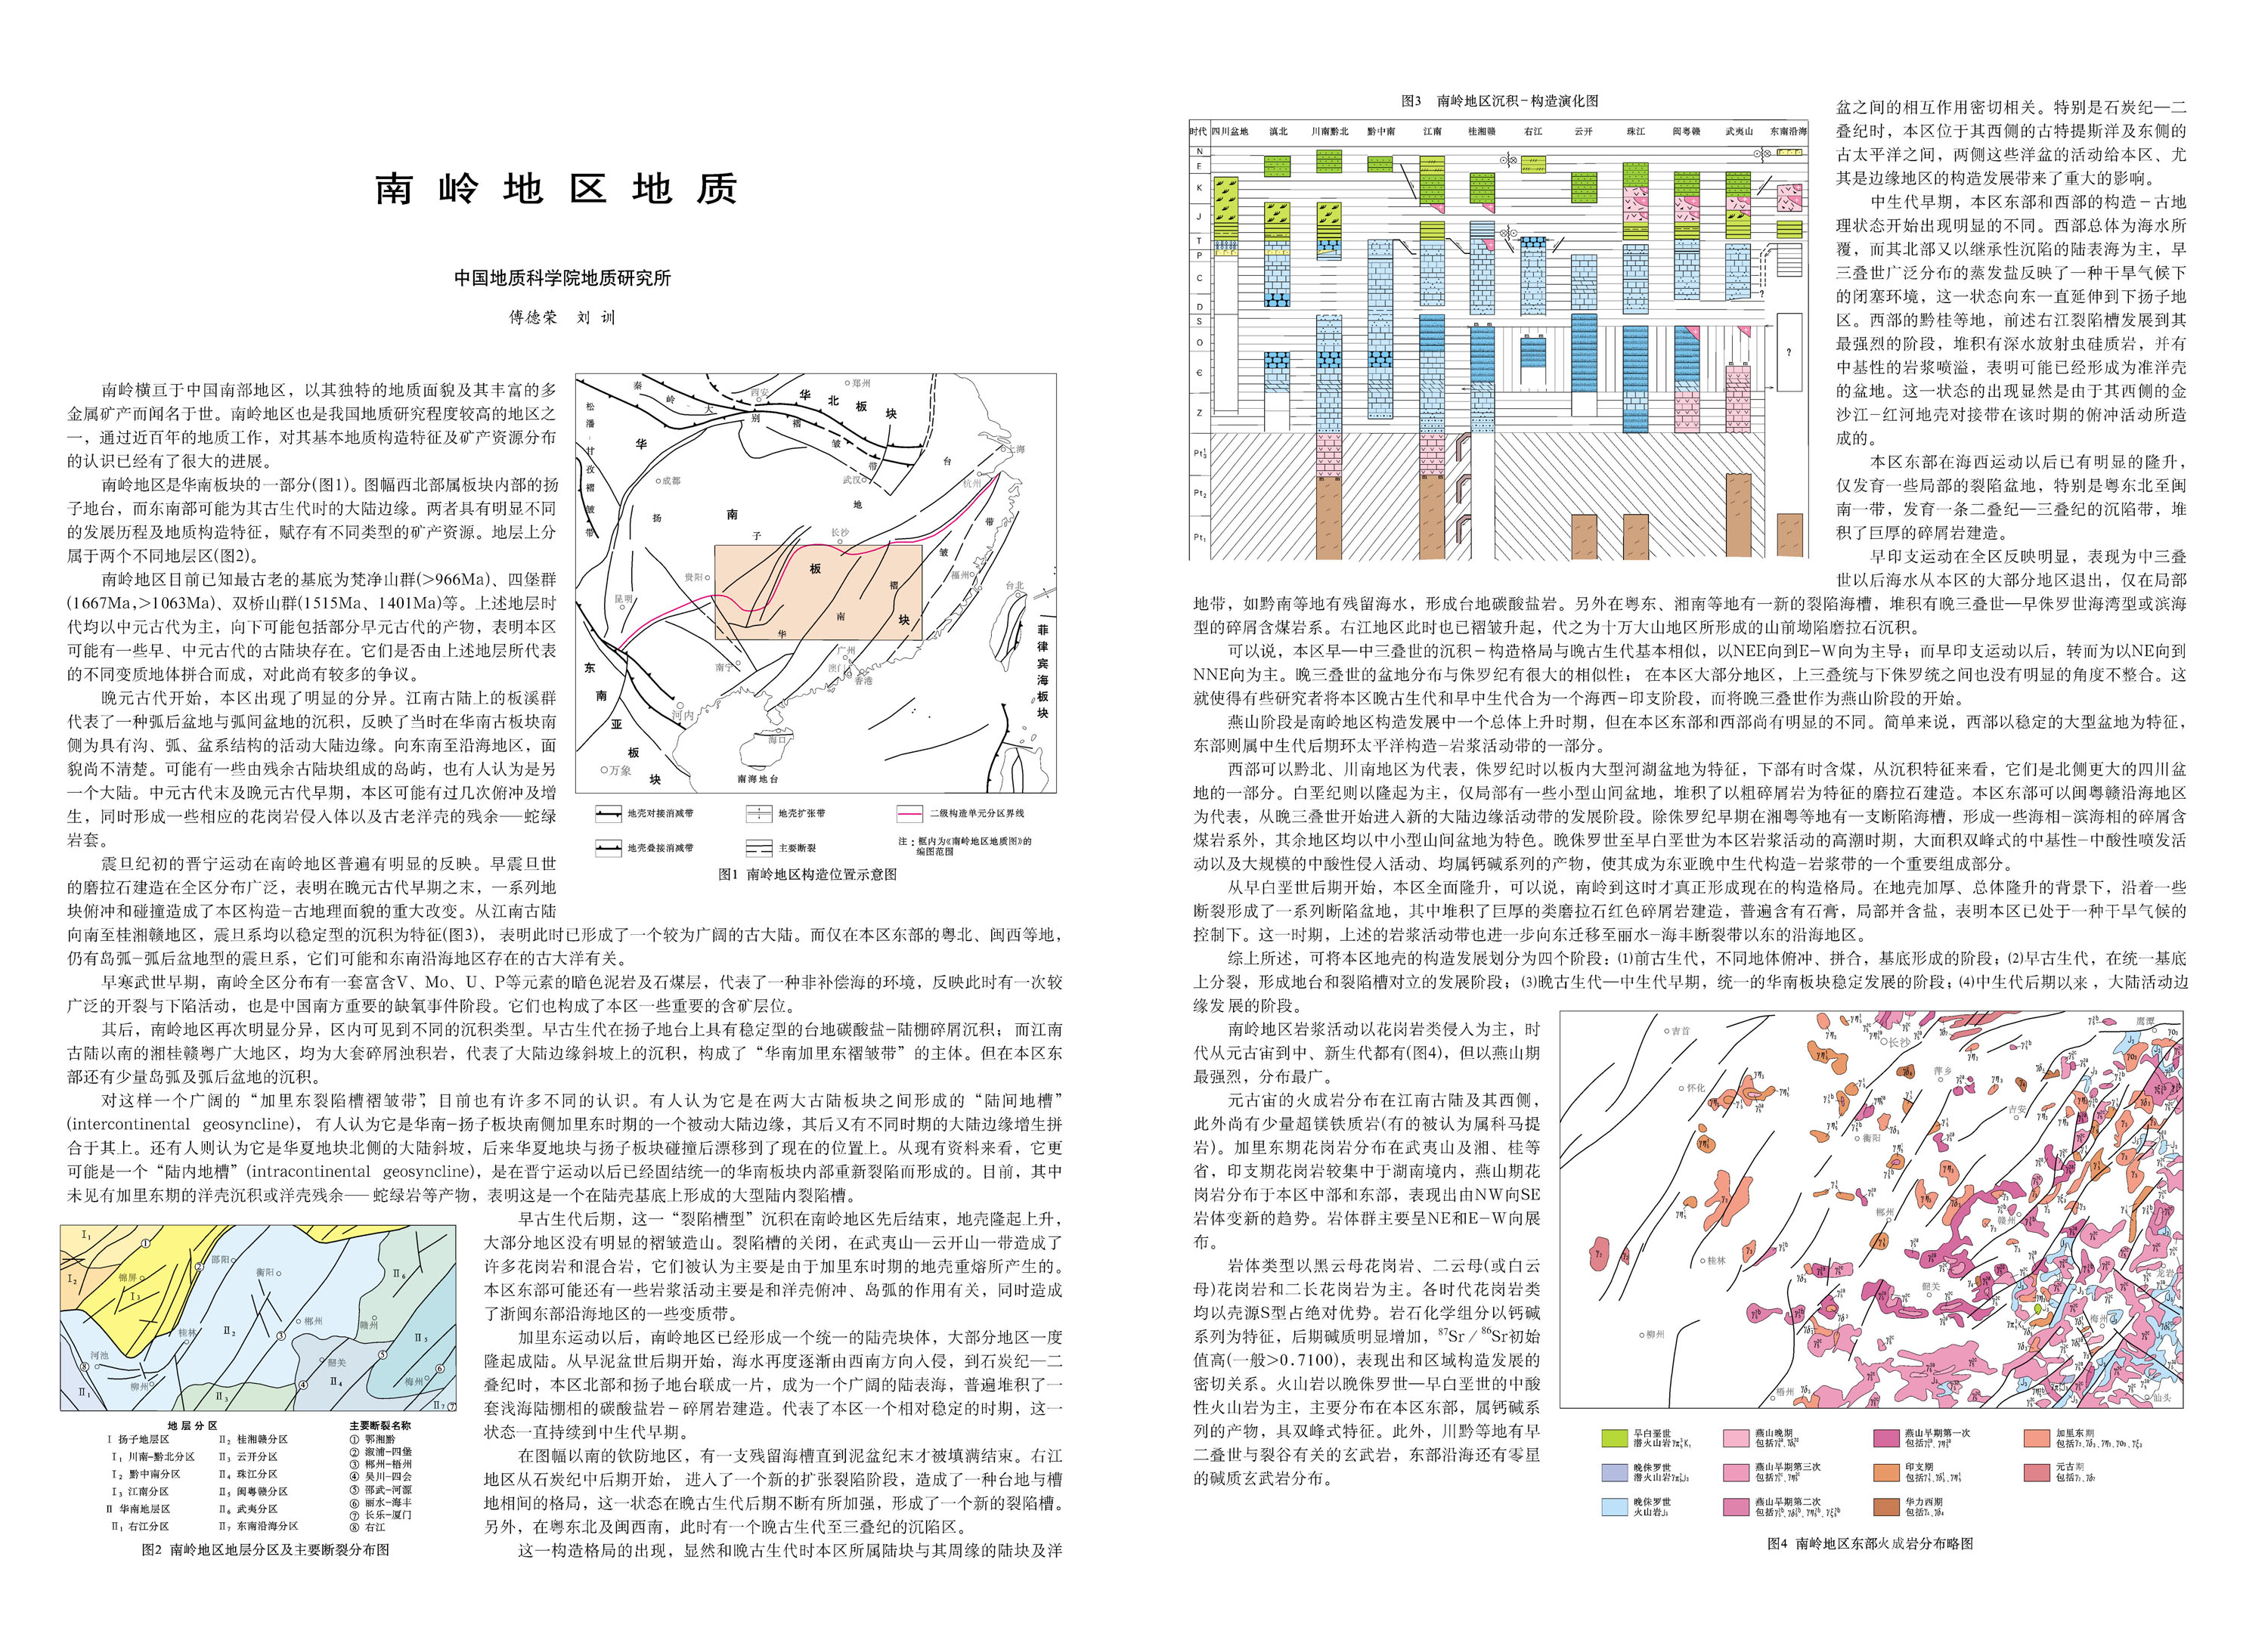 南岭地区地质
中国地质科学院地质研究所
傅德荣 刘 训
南岭横亘于中国南部地区，以其独特的地质面貌及其丰富的多
金属矿产而闻名于世。南岭地区也是我国地质研究程度较高的地区之
一，通过近百年的地质工作，对其基本地质构造特征及矿产资源分布
的认识已经有了很大的进展。
南岭地区是华南板块的一部分(图1)。图幅西北部属板块内部的扬
子地台，而东南部可能为其古生代时的大陆边缘。两者具有明显不同
的发展历程及地质构造特征，赋存有不同类型的矿产资源。地层上分
属于两个不同地层区(图2)。
南岭地区目前已知最古老的基底为梵净山群(>966Ma)、四堡群
(1667Ma,>1063Ma)、双桥山群(1515Ma、1401Ma)等。上述地层时
代均以中元古代为主，向下可能包括部分早元古代的产物，表明本区
可能有一些早、中元古代的古陆块存在。它们是否由上述地层所代表
的不同变质地体拼合而成，对此尚有较多的争议。
晚元古代开始，本区出现了明显的分异。江南古陆上的板溪群
代表了一种弧后盆地与弧间盆地的沉积，反映了当时在华南古板块南
侧为具有沟、弧、盆系结构的活动大陆边缘。向东南至沿海地区，面
貌尚不清楚。可能有一些由残余古陆块组成的岛屿，也有人认为是另
一个大陆。中元古代末及晚元古代早期，本区可能有过几次俯冲及增
生，同时形成一些相应的花岗岩侵入体以及古老洋壳的残余—蛇绿
岩套。
震旦纪初的晋宁运动在南岭地区普遍有明显的反映。早震旦世
的磨拉石建造在全区分布广泛，表明在晚元古代早期之末，一系列地
块俯冲和碰撞造成了本区构造-古地理面貌的重大改变。从江南古陆
向南至桂湘赣地区，震旦系均以稳定型的沉积为特征(图3)，表明此时已形成了一个较为广阔的古大陆。而仅在本区东部的粤北、闽西等地，
仍有岛弧-弧后盆地型的震旦系，它们可能和东南沿海地区存在的古大洋有关。
早寒武世早期，南岭全区分布有一套富含V、Mo、U、P等元素的暗色泥岩及石煤层，代表了一种非补偿海的环境，反映此时有一次较
广泛的开裂与下陷活动，也是中国南方重要的缺氧事件阶段。它们也构成了本区一些重要的含矿层位。
其后，南岭地区再次明显分异，区内可见到不同的沉积类型。早古生代在扬子地台上具有稳定型的台地碳酸盐-陆棚碎屑沉积；而江南
古陆以南的湘桂赣粤广大地区，均为大套碎屑浊积岩，代表了大陆边缘斜坡上的沉积，构成了“华南加里东褶皱带”的主体。但在本区东
部还有少量岛弧及弧后盆地的沉积。
对这样一个广阔的“加里东裂陷槽褶皱带”，目前也有许多不同的认识。有人认为它是在两大古陆板块之间形成的“陆间地槽”
(intercontinental geosyncline)，有人认为它是华南-扬子板块南侧加里东时期的一个被动大陆边缘，其后又有不同时期的大陆边缘增生拼
合于其上。还有人则认为它是华夏地块北侧的大陆斜坡，后来华夏地块与扬子板块碰撞后漂移到了现在的位置上。从现有资料来看，它更
可能是一个“陆内地槽”(intracontinental geosyncline)，是在晋宁运动以后已经固结统一的华南板块内部重新裂陷而形成的。目前，其中
未见有加里东期的洋壳沉积或洋壳残余——蛇绿岩等产物，表明这是一个在陆壳基底上形成的大型陆内裂陷槽。
早古生代后期，这一“裂陷槽型”沉积在南岭地区先后结束，地壳隆起上升，
大部分地区没有明显的褶皱造山。裂陷槽的关闭，在武夷山—云开山一带造成了
许多花岗岩和混合岩，它们被认为主要是由于加里东时期的地壳重熔所产生的。
本区东部可能还有一些岩浆活动主要是和洋壳俯冲、岛弧的作用有关，同时造成
了浙闽东部沿海地区的一些变质带。
加里东运动以后，南岭地区已经形成一个统一的陆壳块体，大部分地区一度
隆起成陆。从早泥盆世后期开始，海水再度逐渐由西南方向入侵，到石炭纪—二
叠纪时，本区北部和扬子地台联成一片，成为一个广阔的陆表海，普遍堆积了一
套浅海陆棚相的碳酸盐岩-碎屑岩建造。代表了本区一个相对稳定的时期，这一
状态一直持续到中生代早期。
在图幅以南的钦防地区，有一支残留海槽直到泥盆纪末才被填满结束。右江
地区从石炭纪中后期开始，进入了一个新的扩张裂陷阶段，造成了一种台地与槽
地相间的格局，这一状态在晚古生代后期不断有所加强，形成了一个新的裂陷槽。
另外，在粤东北及闽西南，此时有一个晚古生代至三叠纪的沉陷区。
这一构造格局的出现，显然和晚古生代时本区所属陆块与其周缘的陆块及洋
秦
岭
大
别
褶
皱
带
西安
郑州
华北板块
松潘-甘孜褶皱带
华
南
板
块
扬
子
地
台
成都
武汉
上海
杭州
长沙
贵阳
昆明
福州
台北
华
南
褶
皱
带
南宁
广州
澳门
香港
河内
海口
万象
南海地台
东南亚板块
菲律宾海板块
地壳对接消减带
地壳扩张带
二级构造单元分区界线
地壳叠接消减带
主要断裂
注：框内为《南岭地区地质图》的
编图范围
图1 南岭地区构造位置示意图
I₁
I₂
I₃
锦屏
邵阳
衡阳
桂林
郴州
赣州
韶关
梅州
河池
柳州
II₁
II₂
II₃
II₄
II₅
II₆
II₇
地层分区
主要断裂名称
I 扬子地层区
II₂ 桂湘赣分区
① 鄂湘黔
I₁ 川南-黔北分区
II₃ 云开分区
② 溆浦-四堡
I₂ 黔中南分区
II₄ 珠江分区
③ 郴州-梧州
④ 吴川-四会
I₃ 江南分区
II₅ 闽粤赣分区
⑤ 邵武-河源
II 华南地层区
II₆ 武夷分区
⑥ 丽水-海丰
⑦ 长乐-厦门
II₁ 右江分区
II₇ 东南沿海分区
⑧ 右江
图2 南岭地区地层分区及主要断裂分布图
图3 南岭地区沉积-构造演化图
时代 四川盆地 滇北 川南黔北 黔中南 江南 桂湘赣 右江 云开 珠江 闽粤赣 武夷山 东南沿海
N
E
K
J
T
P
C
D
S
O
Є
Z
Pt₃¹
Pt₂
Pt₁
?
?
盆之间的相互作用密切相关。特别是石炭纪—二
叠纪时，本区位于其西侧的古特提斯洋及东侧的
古太平洋之间，两侧这些洋盆的活动给本区、尤
其是边缘地区的构造发展带来了重大的影响。
中生代早期，本区东部和西部的构造-古地
理状态开始出现明显的不同。西部总体为海水所
覆，而其北部又以继承性沉陷的陆表海为主，早
三叠世广泛分布的蒸发盐反映了一种干旱气候下
的闭塞环境，这一状态向东一直延伸到下扬子地
区。西部的黔桂等地，前述右江裂陷槽发展到其
最强烈的阶段，堆积有深水放射虫硅质岩，并有
中基性的岩浆喷溢，表明可能已经形成为准洋壳
的盆地。这一状态的出现显然是由于其西侧的金
沙江-红河地壳对接带在该时期的俯冲活动所造
成的。
本区东部在海西运动以后已有明显的隆升，
仅发育一些局部的裂陷盆地，特别是粤东北至闽
南一带，发育一条二叠纪—三叠纪的沉陷带，堆
积了巨厚的碎屑岩建造。
早印支运动在全区反映明显，表现为中三叠
世以后海水从本区的大部分地区退出，仅在局部
地带，如黔南等地有残留海水，形成台地碳酸盐岩。另外在粤东、湘南等地有一新的裂陷海槽，堆积有晚三叠世—早侏罗世海湾型或滨海
型的碎屑含煤岩系。右江地区此时也已褶皱升起，代之为十万大山地区所形成的山前坳陷磨拉石沉积。
可以说，本区早—中三叠世的沉积-构造格局与晚古生代基本相似，以NEE向到E-W向为主导；而早印支运动以后，转而为以NE向到
NNE向为主。晚三叠世的盆地分布与侏罗纪有很大的相似性；在本区大部分地区，上三叠统与下侏罗统之间也没有明显的角度不整合。这
就使得有些研究者将本区晚古生代和早中生代合为一个海西-印支阶段，而将晚三叠世作为燕山阶段的开始。
燕山阶段是南岭地区构造发展中一个总体上升时期，但在本区东部和西部尚有明显的不同。简单来说，西部以稳定的大型盆地为特征，
东部则属中生代后期环太平洋构造-岩浆活动带的一部分。
西部可以黔北、川南地区为代表，侏罗纪时以板内大型河湖盆地为特征，下部有时含煤，从沉积特征来看，它们是北侧更大的四川盆
地的一部分。白垩纪则以隆起为主，仅局部有一些小型山间盆地，堆积了以粗碎屑岩为特征的磨拉石建造。本区东部可以闽粤赣沿海地区
为代表，从晚三叠世开始进入新的大陆边缘活动带的发展阶段。除侏罗纪早期在湘粤等地有一支断陷海槽，形成一些海相-滨海相的碎屑含
煤岩系外，其余地区均以中小型山间盆地为特色。晚侏罗世至早白垩世为本区岩浆活动的高潮时期，大面积双峰式的中基性-中酸性喷发活
动以及大规模的中酸性侵入活动、均属钙碱系列的产物，使其成为东亚晚中生代构造-岩浆带的一个重要组成部分。
从早白垩世后期开始，本区全面隆升，可以说，南岭到这时才真正形成现在的构造格局。在地壳加厚、总体隆升的背景下，沿着一些
断裂形成了一系列断陷盆地，其中堆积了巨厚的类磨拉石红色碎屑岩建造，普遍含有石膏，局部并含盐，表明本区已处于一种干旱气候的
控制下。这一时期，上述的岩浆活动带也进一步向东迁移至丽水-海丰断裂带以东的沿海地区。
综上所述，可将本区地壳的构造发展划分为四个阶段：(1)前古生代，不同地体俯冲、拼合，基底形成的阶段；(2)早古生代，在统一基底
上分裂，形成地台和裂陷槽对立的发展阶段；(3)晚古生代—中生代早期，统一的华南板块稳定发展的阶段；(4)中生代后期以来，大陆活动边
缘发展的阶段。
南岭地区岩浆活动以花岗岩类侵入为主，时
代从元古宙到中、新生代都有(图4)，但以燕山期
最强烈，分布最广。
元古宙的火成岩分布在江南古陆及其西侧，
此外尚有少量超镁铁质岩(有的被认为属科马提
岩)。加里东期花岗岩分布在武夷山及湘、桂等
省，印支期花岗岩较集中于湖南境内，燕山期花
岗岩分布于本区中部和东部，表现出由NW向SE
岩体变新的趋势。岩体群主要呈NE和E-W向展
布。
岩体类型以黑云母花岗岩、二云母(或白云
母)花岗岩和二长花岗岩为主。各时代花岗岩类
均以壳源S型占绝对优势。岩石化学组分以钙碱
系列为特征，后期碱质明显增加，⁸⁷Sr／⁸⁶Sr初始
值高(一般>0.7100)，表现出和区域构造发展的
密切关系。火山岩以晚侏罗世—早白垩世的中酸
性火山岩为主，主要分布在本区东部，属钙碱系
列的产物，具双峰式特征。此外，川黔等地有早
二叠世与裂谷有关的玄武岩，东部沿海还有零星
的碱质玄武岩分布。
吉首
长沙
鹰潭
怀化
萍乡
吉安
衡阳
郴州
赣州
桂林
韶关
龙岩
柳州
梅州
梧州
汕头
早白垩世
潜火山岩
燕山晚期
包括
燕山早期第一次
包括
加里东期
包括
晚侏罗世
潜火山岩
燕山早期第三次
包括
印支期
包括
元古期
包括
晚侏罗世
火山岩J₃
燕山早期第二次
包括
华力西期
包括
图4 南岭地区东部火成岩分布略图